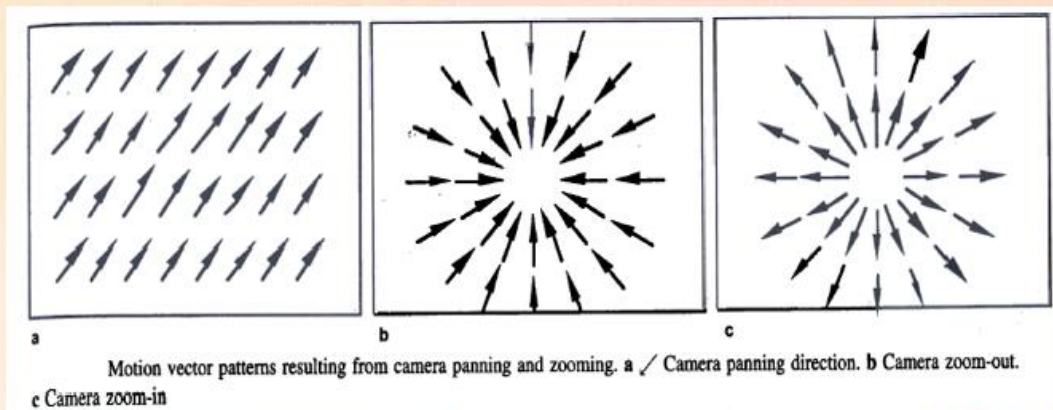 a
b
c
Motion vector patterns resulting from camera panning and zooming. a ↙ Camera panning direction. b Camera zoom-out.
c Camera zoom-in